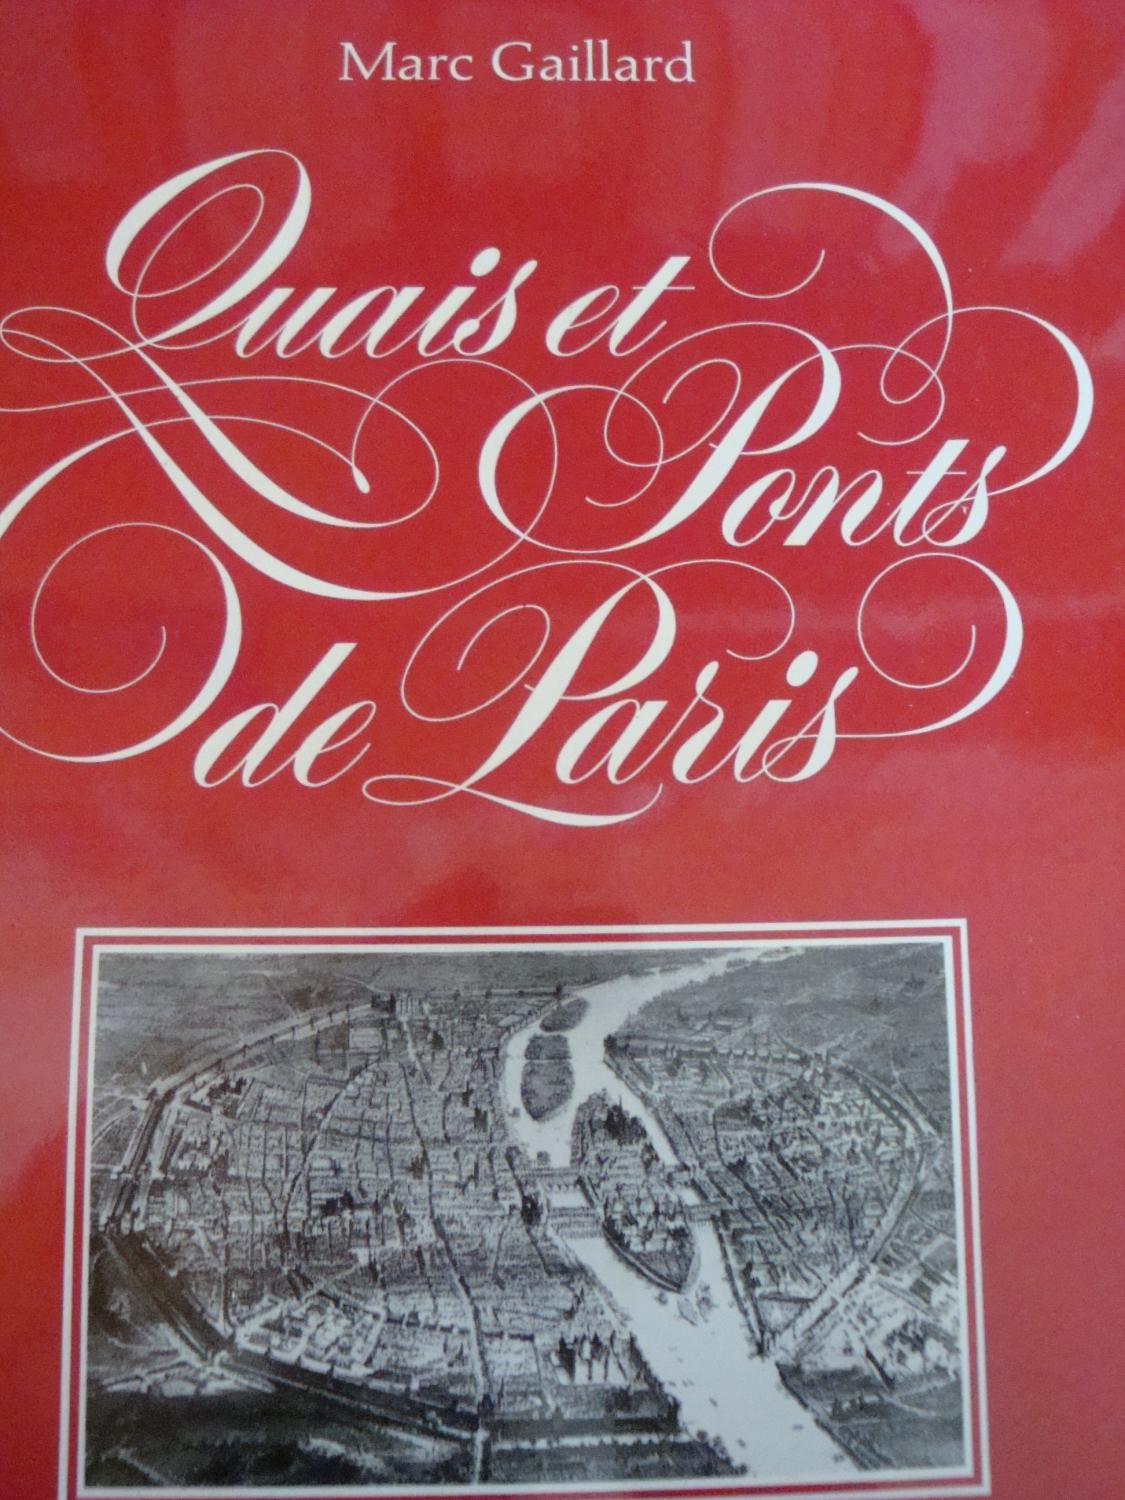 Marc Gaillard
Quais et
Ponts
de Paris